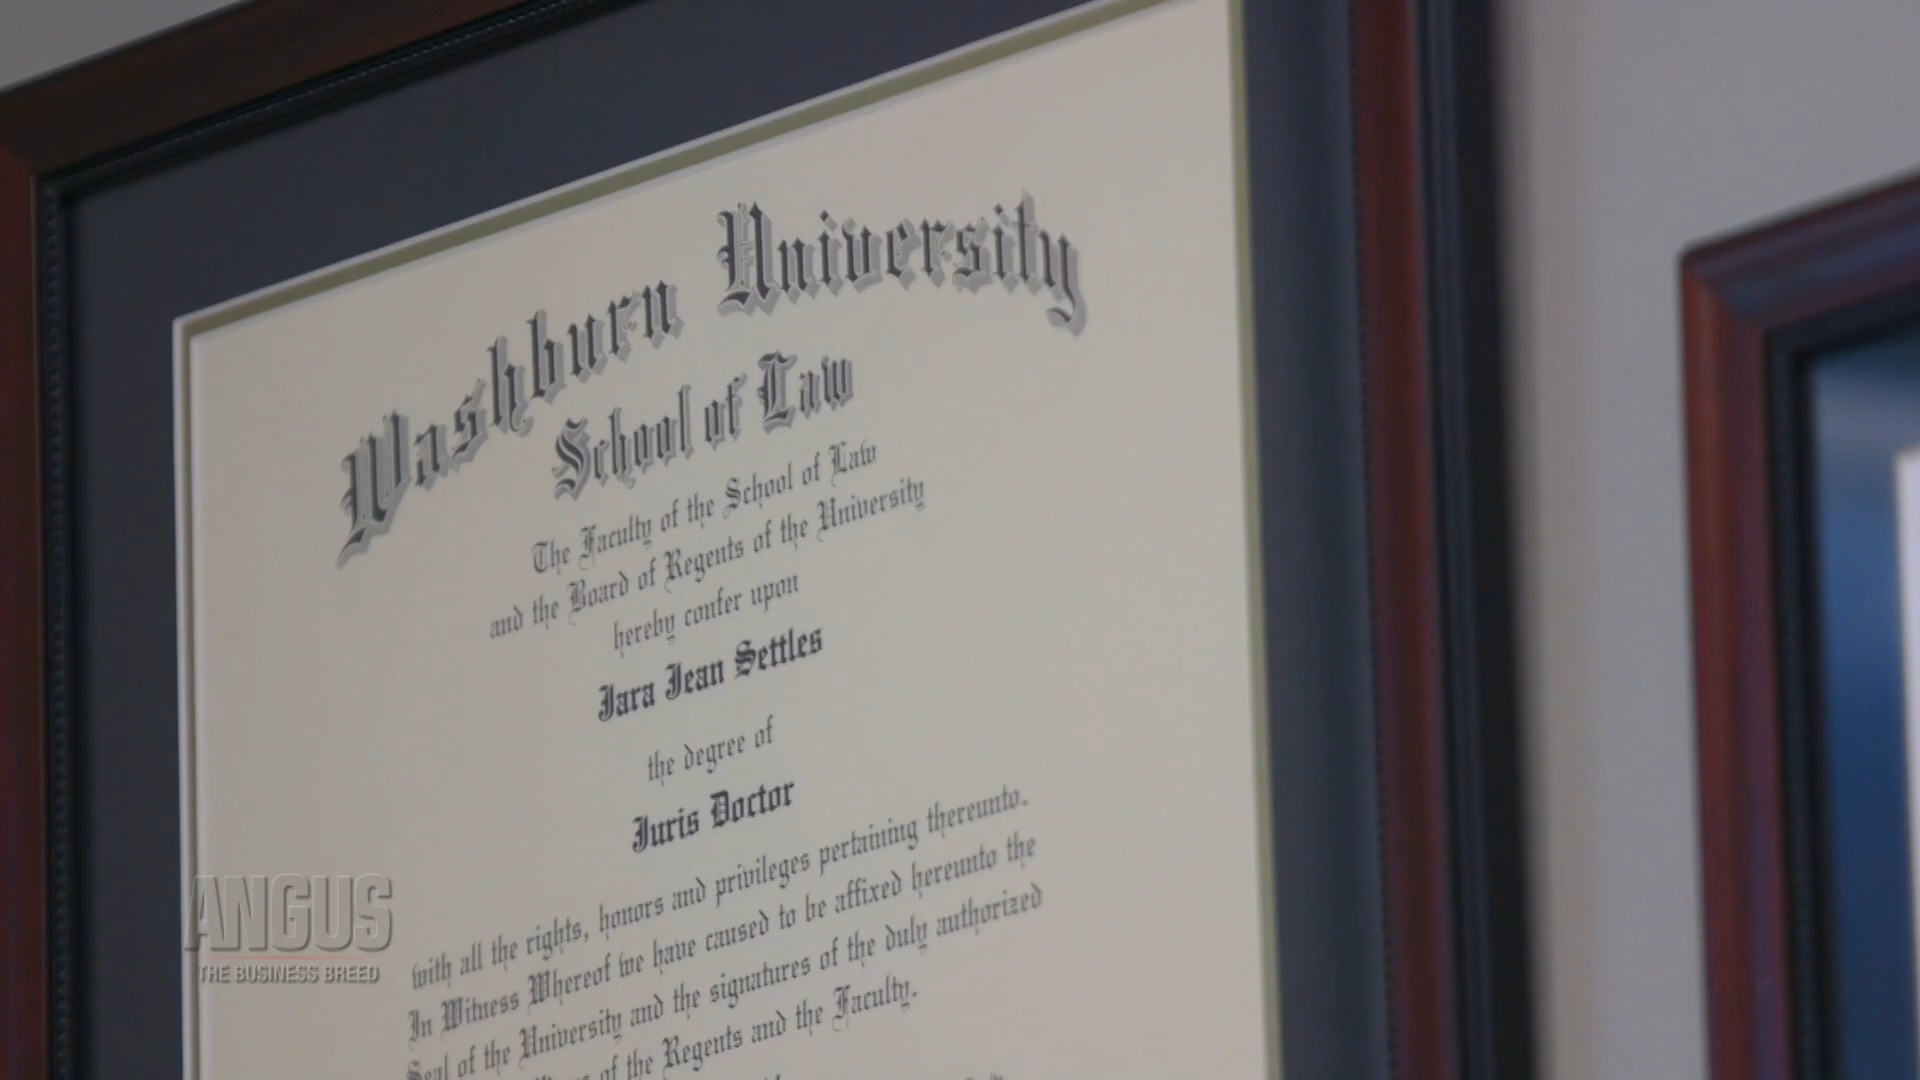 Washburn University
School of Law
The Faculty of the School of Law
and the Board of Regents of the University
hereby confer upon
Jara Jean Settles
the degree of
Juris Doctor
with all the rights, honors and privileges pertaining thereunto.
In Witness Whereof we have caused to be affixed hereunto the
Seal of the University and the signatures of the duly authorized
of the Regents and the Faculty.
ANGUS
THE BUSINESS BREED